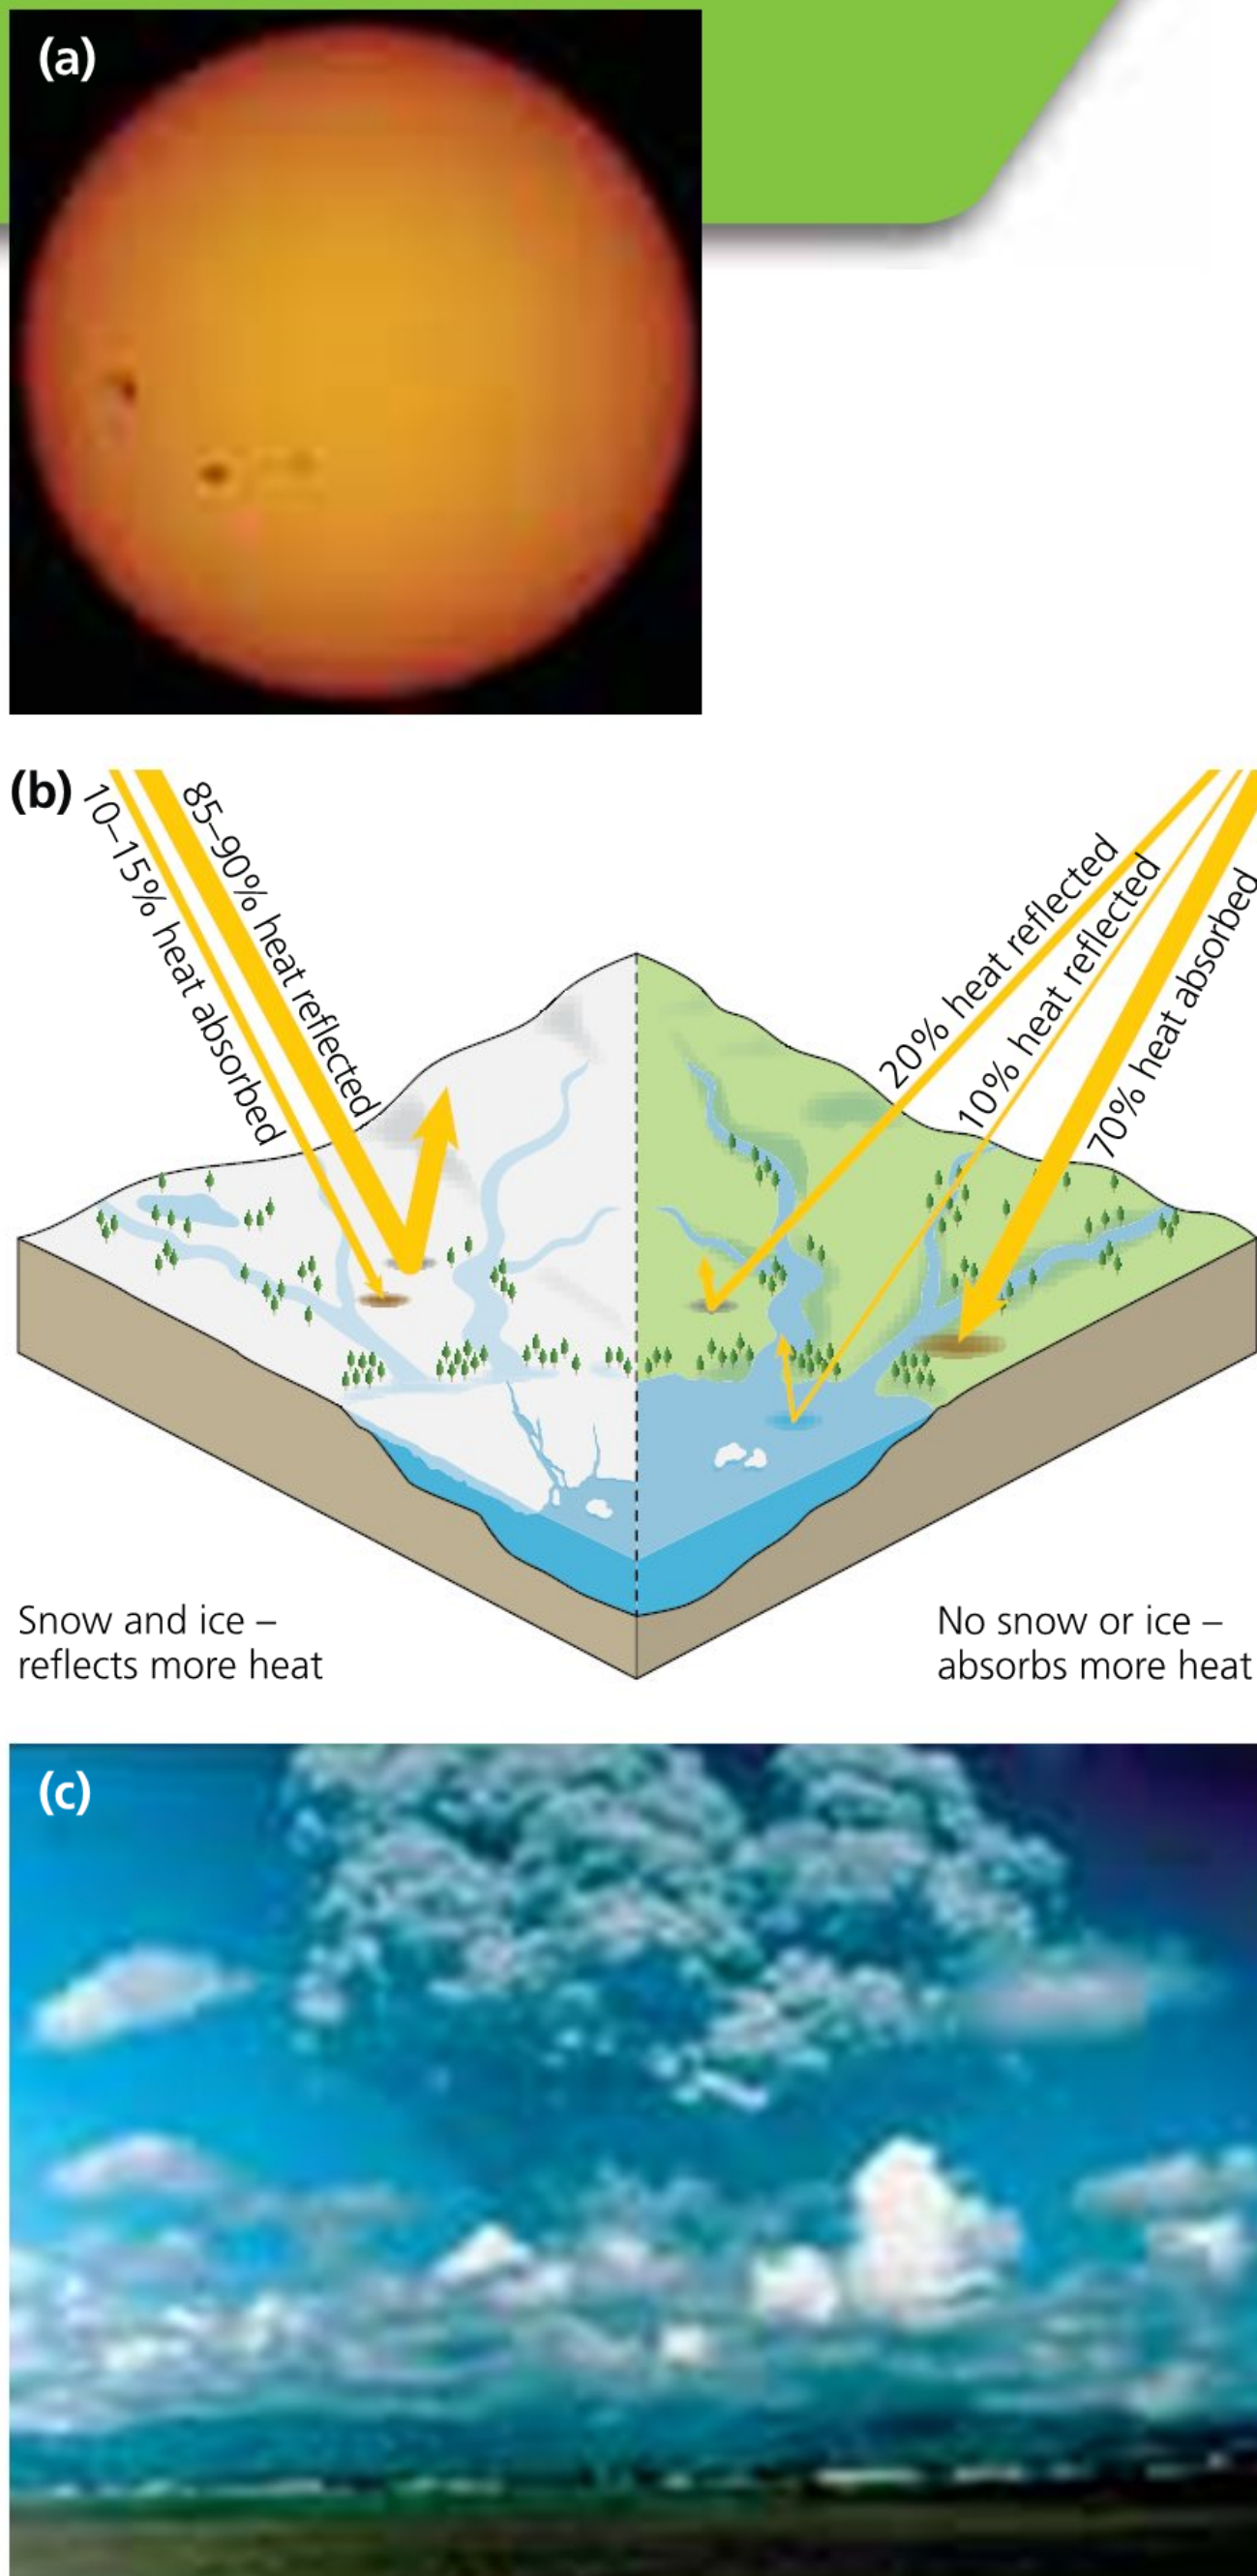 (a)
(b)
10–15% heat absorbed
85–90% heat reflected
20% heat reflected
10% heat reflected
70% heat absorbed
Snow and ice –
reflects more heat
No snow or ice –
absorbs more heat
(c)